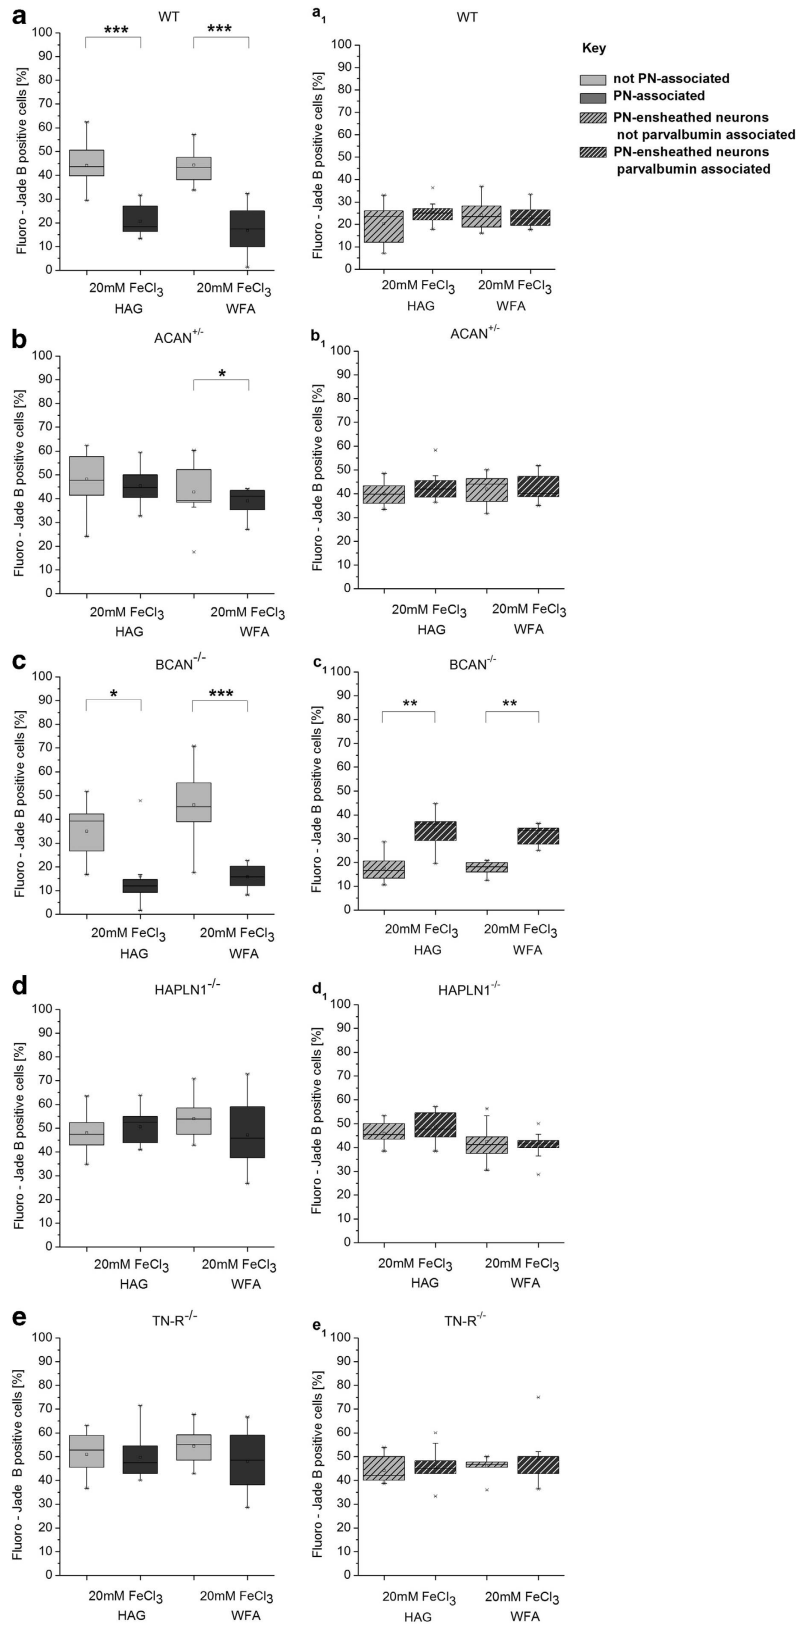 a
WT
Fluoro - Jade B positive cells [%]
100
90
80
70
60
50
40
30
20
10
0
***
***
20mM FeCl3
20mM FeCl3
HAG
WFA
a1
WT
Fluoro - Jade B positive cells [%]
100
90
80
70
60
50
40
30
20
10
0
20mM FeCl3
20mM FeCl3
HAG
WFA
Key
not PN-associated
PN-associated
PN-ensheathed neurons
not parvalbumin associated
PN-ensheathed neurons
parvalbumin associated
b
ACAN+/-
Fluoro - Jade B positive cells [%]
100
90
80
70
60
50
40
30
20
10
0
*
20mM FeCl3
20mM FeCl3
HAG
WFA
b1
ACAN+/-
Fluoro - Jade B positive cells [%]
100
90
80
70
60
50
40
30
20
10
0
20mM FeCl3
20mM FeCl3
HAG
WFA
c
BCAN-/-
Fluoro - Jade B positive cells [%]
100
90
80
70
60
50
40
30
20
10
0
*
***
20mM FeCl3
20mM FeCl3
HAG
WFA
c1
BCAN-/-
Fluoro - Jade B positive cells [%]
100
90
80
70
60
50
40
30
20
10
0
**
**
20mM FeCl3
20mM FeCl3
HAG
WFA
d
HAPLN1-/-
Fluoro - Jade B positive cells [%]
100
90
80
70
60
50
40
30
20
10
0
20mM FeCl3
20mM FeCl3
HAG
WFA
d1
HAPLN1-/-
Fluoro - Jade B positive cells [%]
100
90
80
70
60
50
40
30
20
10
0
20mM FeCl3
20mM FeCl3
HAG
WFA
e
TN-R-/-
Fluoro - Jade B positive cells [%]
100
90
80
70
60
50
40
30
20
10
0
20mM FeCl3
20mM FeCl3
HAG
WFA
e1
TN-R-/-
Fluoro - Jade B positive cells [%]
100
90
80
70
60
50
40
30
20
10
0
20mM FeCl3
20mM FeCl3
HAG
WFA